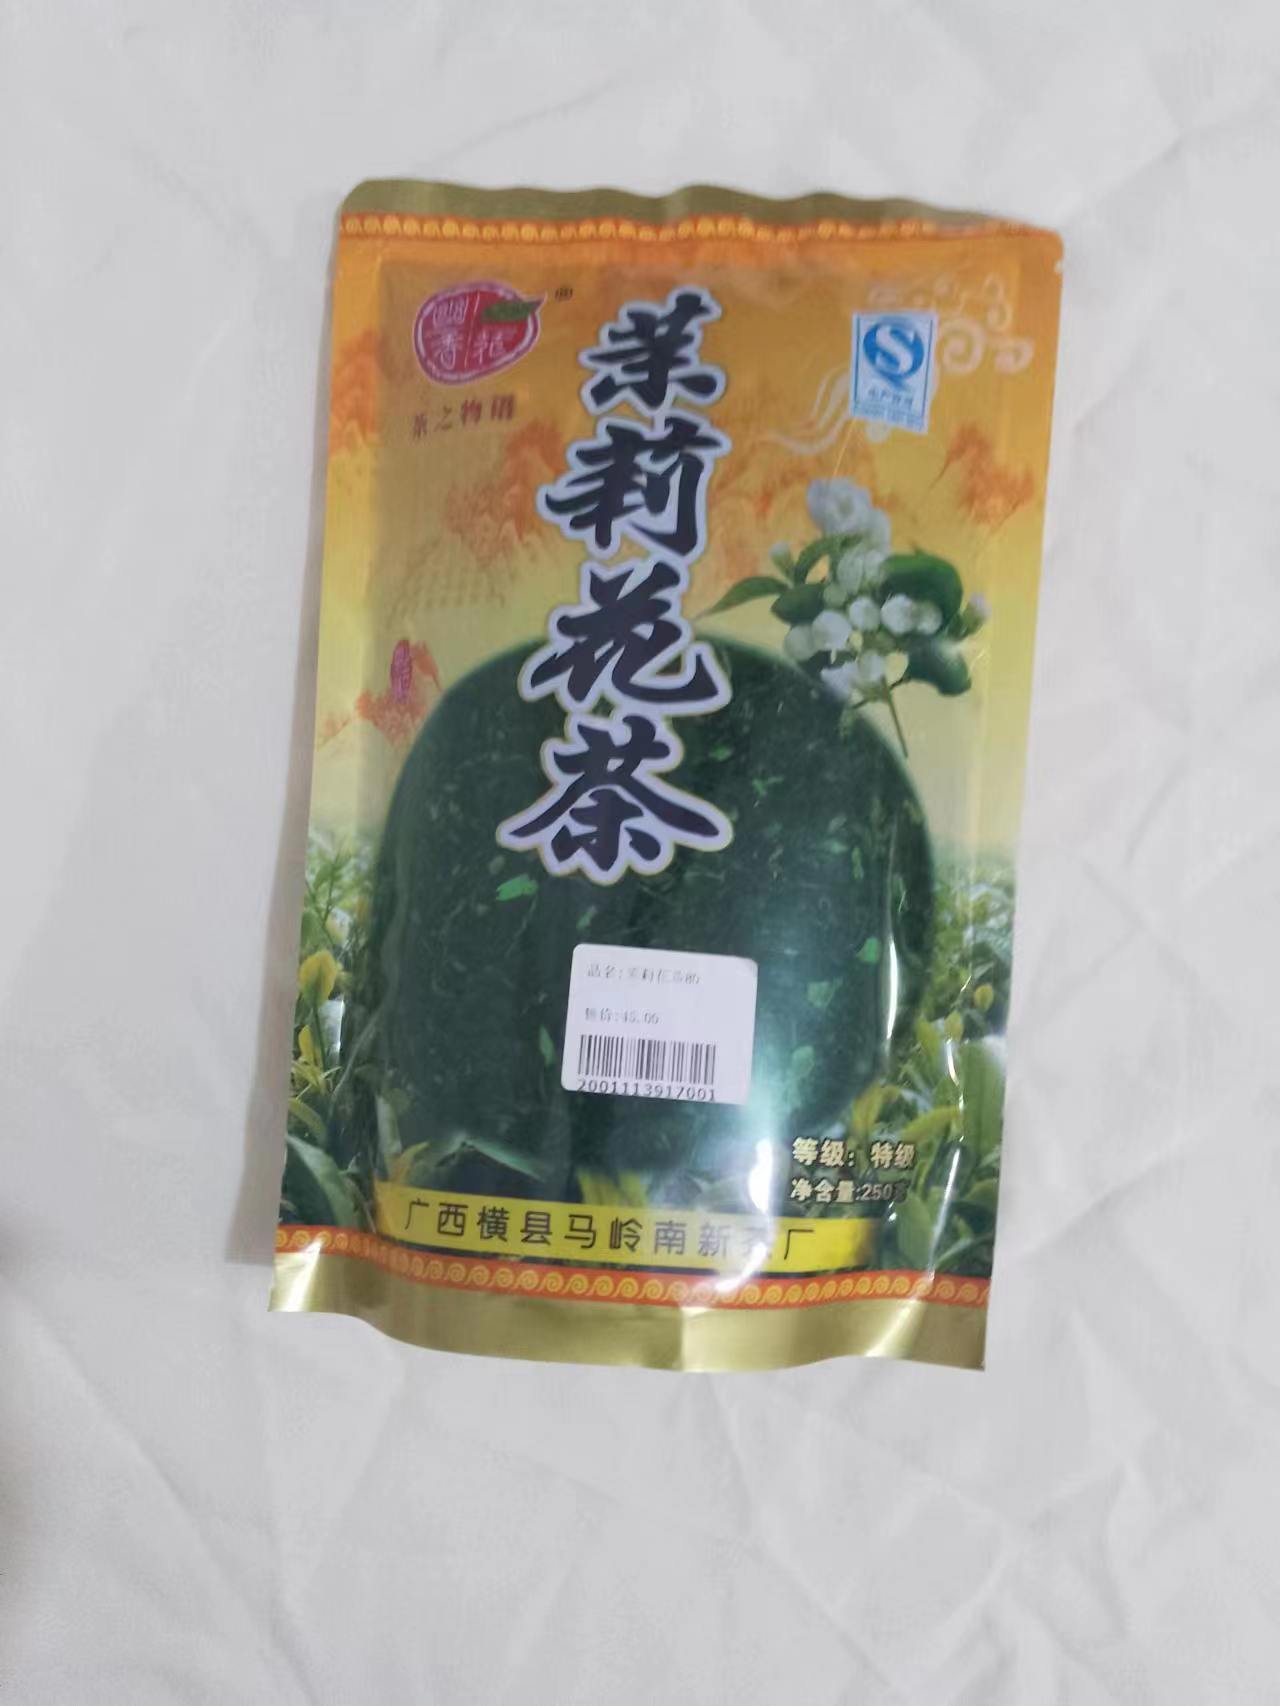 ®
茶之物语
茉莉花茶
品名:茉莉花茶80
售价:45.00
2001113917001
等级：特级
净含量:250克
广西横县马岭南新茶厂